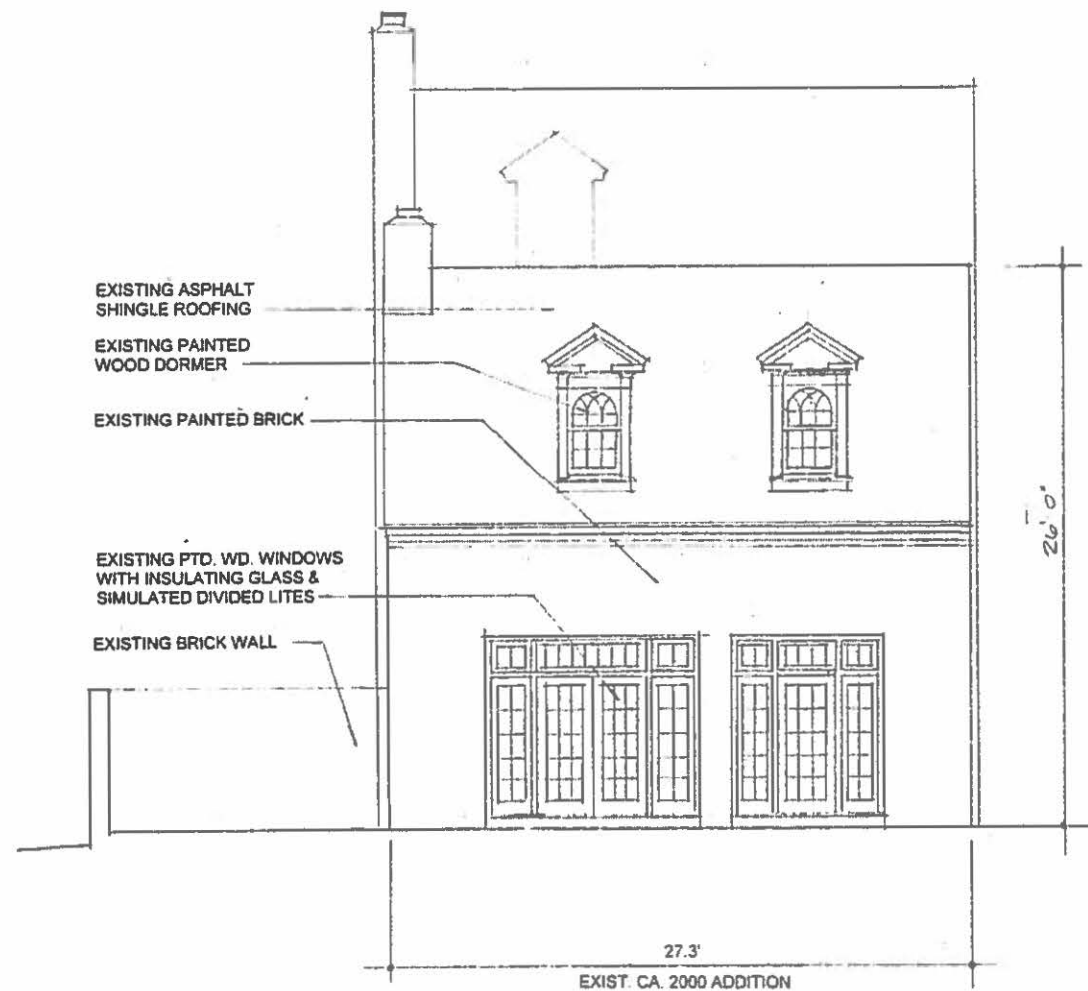 EXISTING ASPHALT
SHINGLE ROOFING
EXISTING PAINTED
WOOD DORMER
EXISTING PAINTED BRICK
EXISTING PTD. WD. WINDOWS
WITH INSULATING GLASS &
SIMULATED DIVIDED LITES
EXISTING BRICK WALL
26' 0"
27.3'
EXIST. CA. 2000 ADDITION